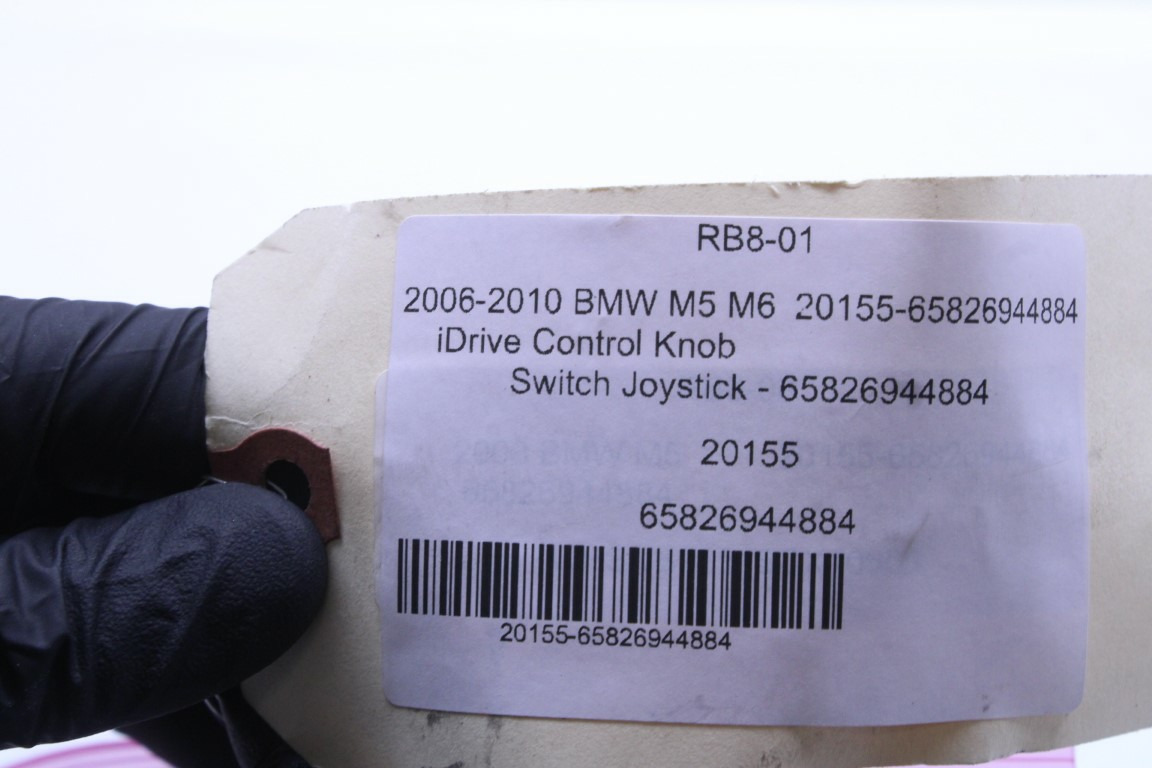 RB8-01
2006-2010 BMW M5 M6 20155-65826944884
iDrive Control Knob
Switch Joystick - 65826944884
20155
65826944884
20155-65826944884